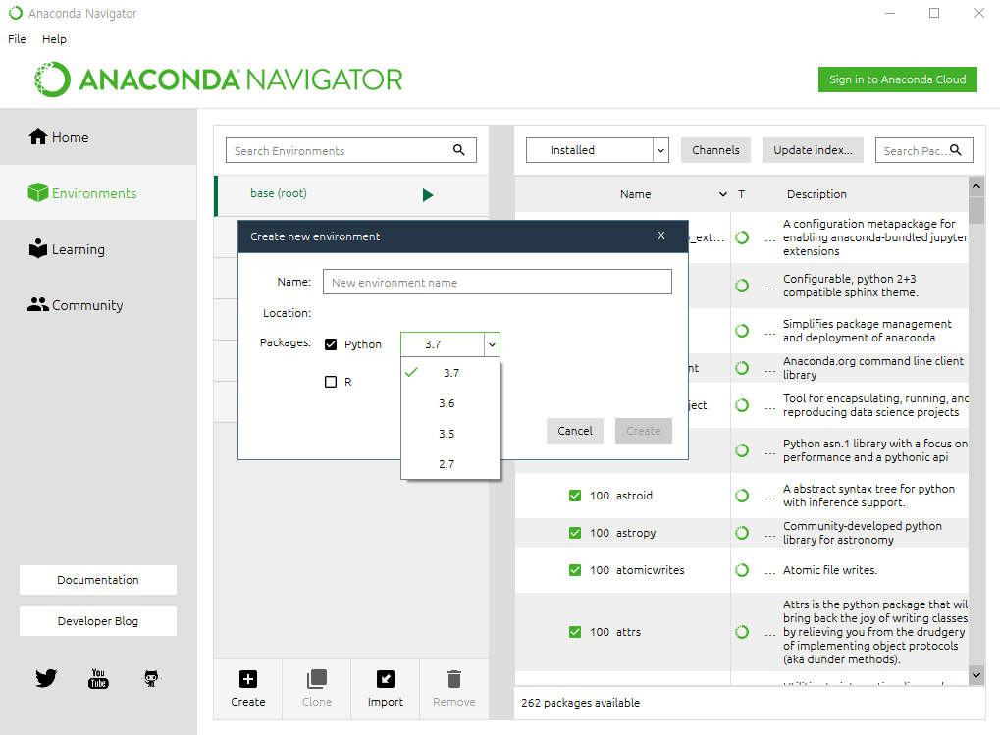 Anaconda Navigator
File Help
ANACONDA NAVIGATOR
Sign in to Anaconda Cloud
Home
Environments
Learning
Community
Documentation
Developer Blog
You
Tube
Search Environments
base (root)
Create new environment
X
Name: New environment name
Location:
Packages: Python 3.7
3.7
3.6
3.5
2.7
R
Cancel Create
Create Clone Import Remove
Installed Channels Update index... Search Pac...
Name T Description
_ext... ... A configuration metapackage for
enabling anaconda-bundled jupyter
extensions
... Configurable, python 2+3
compatible sphinx theme.
... Simplifies package management
and deployment of anaconda
nt ... Anaconda.org command line client
library
ject ... Tool for encapsulating, running, and
reproducing data science projects
... Python asn.1 library with a focus on
performance and a pythonic api
100 astroid ... A abstract syntax tree for python
with inference support.
100 astropy ... Community-developed python
library for astronomy
100 atomicwrites ... Atomic file writes.
100 attrs ... Attrs is the python package that wil
bring back the joy of writing classes
by relieving you from the drudgery
of implementing object protocols
(aka dunder methods).
262 packages available